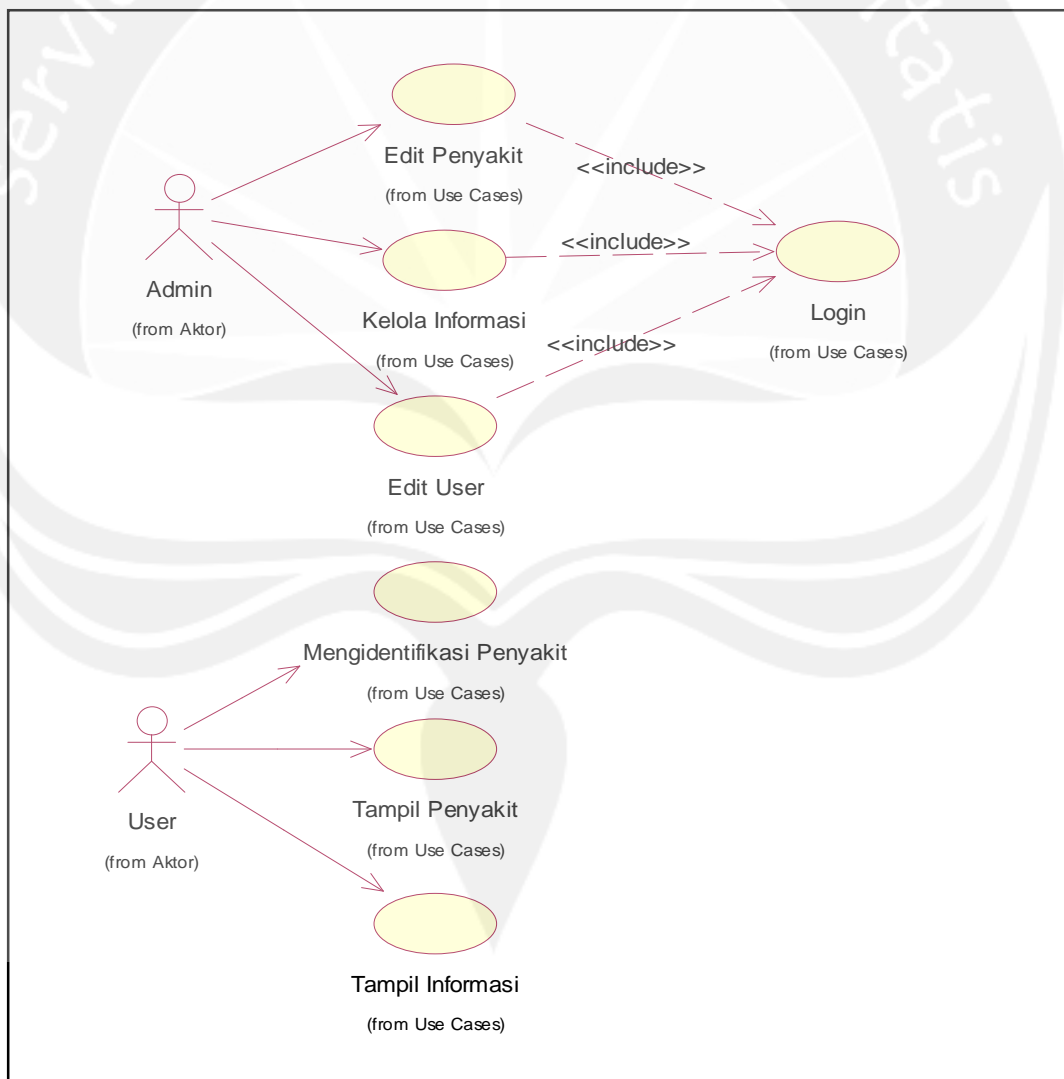 Edit Penyakit
(from Use Cases)
<<include>>
Admin
(from Aktor)
Kelola Informasi
(from Use Cases)
<<include>>
Login
(from Use Cases)
<<include>>
Edit User
(from Use Cases)
Mengidentifikasi Penyakit
(from Use Cases)
User
(from Aktor)
Tampil Penyakit
(from Use Cases)
Tampil Informasi
(from Use Cases)